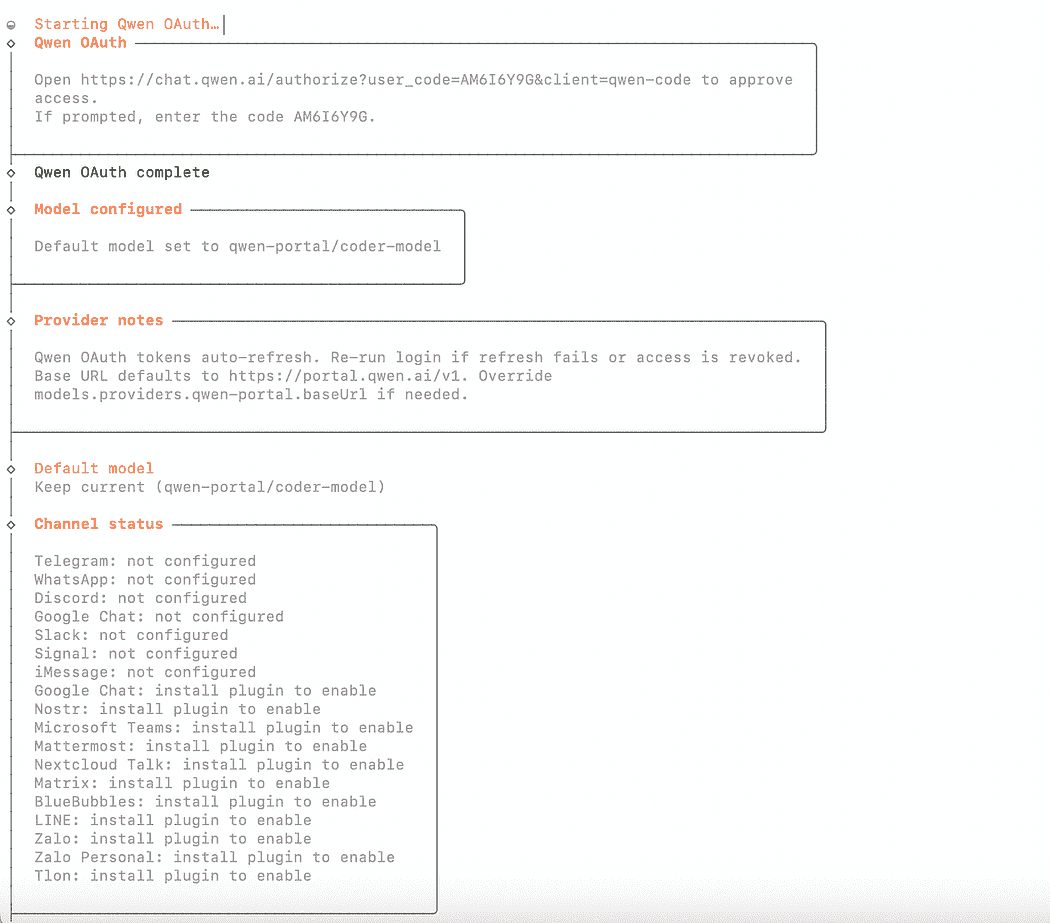 Starting Qwen OAuth…
Qwen OAuth
Open https://chat.qwen.ai/authorize?user_code=AM6I6Y9G&client=qwen-code to approve
access.
If prompted, enter the code AM6I6Y9G.
Qwen OAuth complete
Model configured
Default model set to qwen-portal/coder-model
Provider notes
Qwen OAuth tokens auto-refresh. Re-run login if refresh fails or access is revoked.
Base URL defaults to https://portal.qwen.ai/v1. Override
models.providers.qwen-portal.baseUrl if needed.
Default model
Keep current (qwen-portal/coder-model)
Channel status
Telegram: not configured
WhatsApp: not configured
Discord: not configured
Google Chat: not configured
Slack: not configured
Signal: not configured
iMessage: not configured
Google Chat: install plugin to enable
Nostr: install plugin to enable
Microsoft Teams: install plugin to enable
Mattermost: install plugin to enable
Nextcloud Talk: install plugin to enable
Matrix: install plugin to enable
BlueBubbles: install plugin to enable
LINE: install plugin to enable
Zalo: install plugin to enable
Zalo Personal: install plugin to enable
Tlon: install plugin to enable